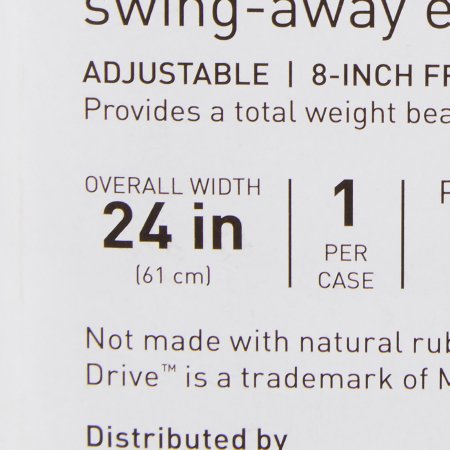 swing-away
ADJUSTABLE | 8-INCH
Provides a total weight
OVERALL WIDTH
24 in
(61 cm)
1
PER
CASE
Not made with natural
Drive™ is a trademark of
Distributed by